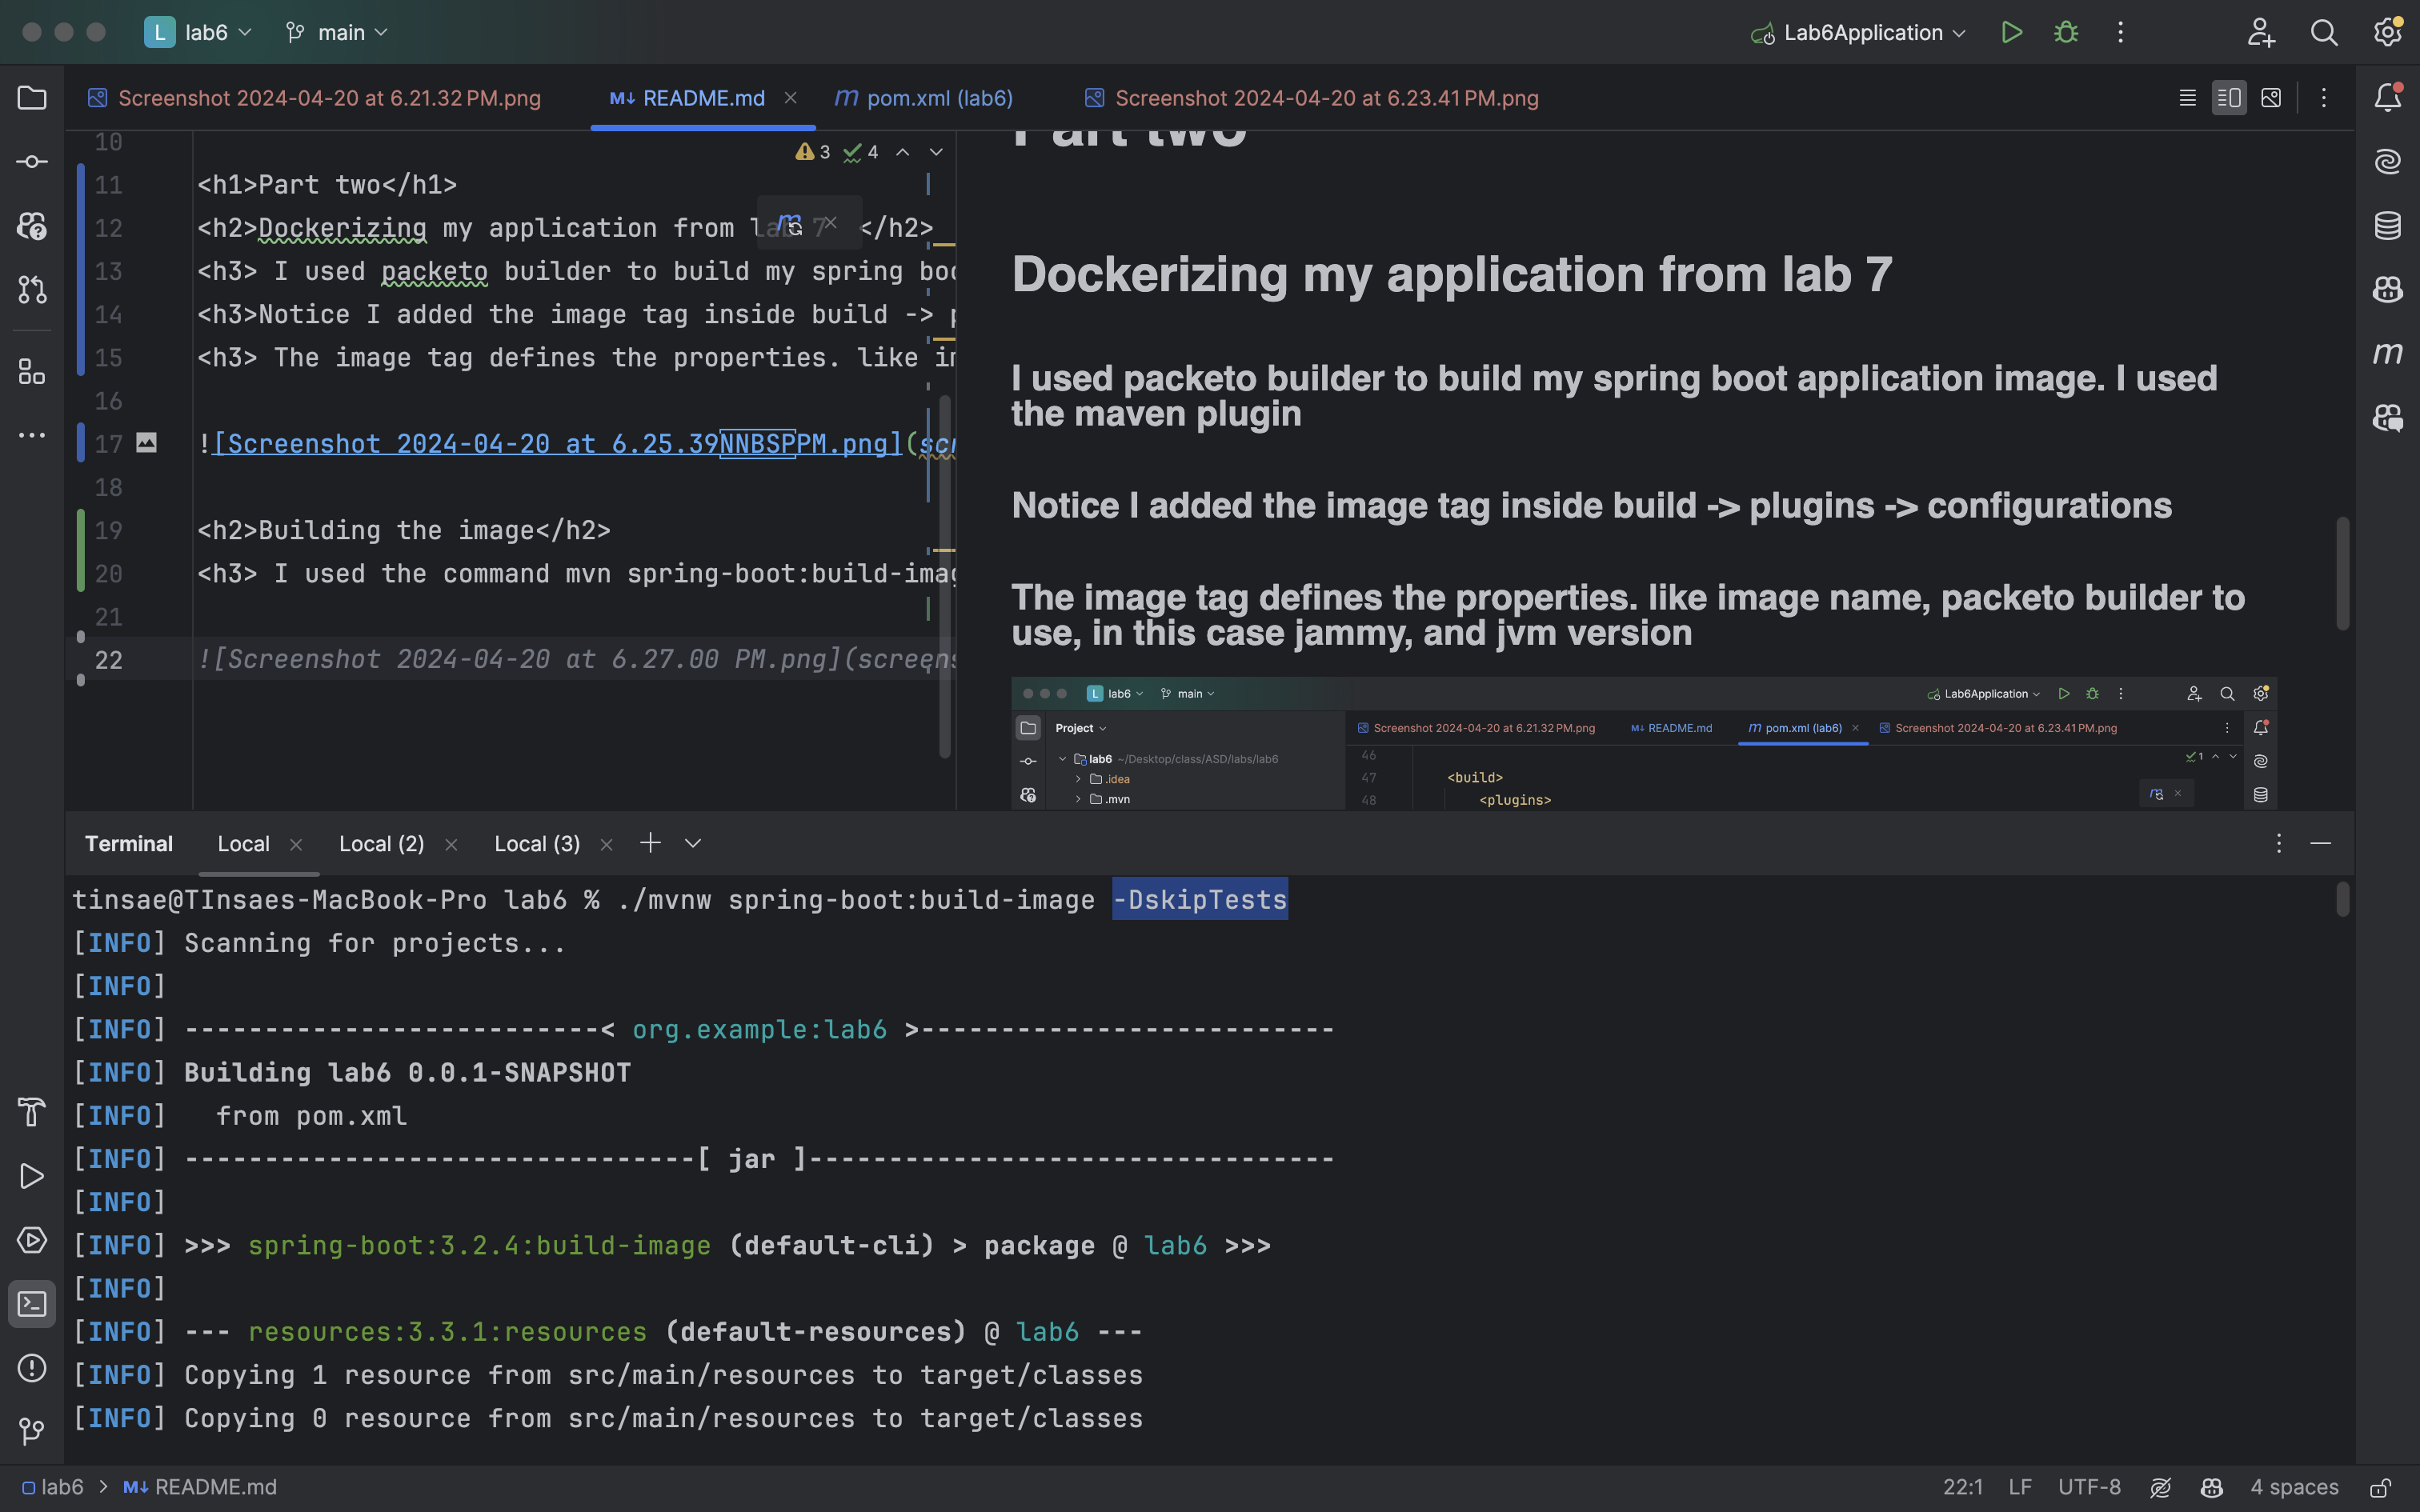 L lab6 main Lab6Application
Screenshot 2024-04-20 at 6.21.32 PM.png M↓ README.md m pom.xml (lab6) Screenshot 2024-04-20 at 6.23.41 PM.png
10
3 4
11 <h1>Part two</h1>
12 <h2>Dockerizing my application from lab 7 </h2>
13 <h3> I used packeto builder to build my spring boo
14 <h3>Notice I added the image tag inside build -> p
15 <h3> The image tag defines the properties. like im
16
17 ![Screenshot 2024-04-20 at 6.25.39NNBSPPM.png](scr
18
19 <h2>Building the image</h2>
20 <h3> I used the command mvn spring-boot:build-imag
21
22 ![Screenshot 2024-04-20 at 6.27.00 PM.png](screens
Part two
Dockerizing my application from lab 7
I used packeto builder to build my spring boot application image. I used
the maven plugin
Notice I added the image tag inside build -> plugins -> configurations
The image tag defines the properties. like image name, packeto builder to
use, in this case jammy, and jvm version
L lab6 main Lab6Application
Project Screenshot 2024-04-20 at 6.21.32 PM.png M↓ README.md m pom.xml (lab6) Screenshot 2024-04-20 at 6.23.41 PM.png
lab6 ~/Desktop/class/ASD/labs/lab6
.idea
.mvn
46
1
47 <build>
48 <plugins>
Terminal Local Local (2) Local (3)
tinsae@TInsaes-MacBook-Pro lab6 % ./mvnw spring-boot:build-image -DskipTests
[INFO] Scanning for projects...
[INFO]
[INFO] --------------------------< org.example:lab6 >--------------------------
[INFO] Building lab6 0.0.1-SNAPSHOT
[INFO]   from pom.xml
[INFO] --------------------------------[ jar ]---------------------------------
[INFO]
[INFO] >>> spring-boot:3.2.4:build-image (default-cli) > package @ lab6 >>>
[INFO]
[INFO] --- resources:3.3.1:resources (default-resources) @ lab6 ---
[INFO] Copying 1 resource from src/main/resources to target/classes
[INFO] Copying 0 resource from src/main/resources to target/classes
lab6 > M↓ README.md 22:1 LF UTF-8 4 spaces